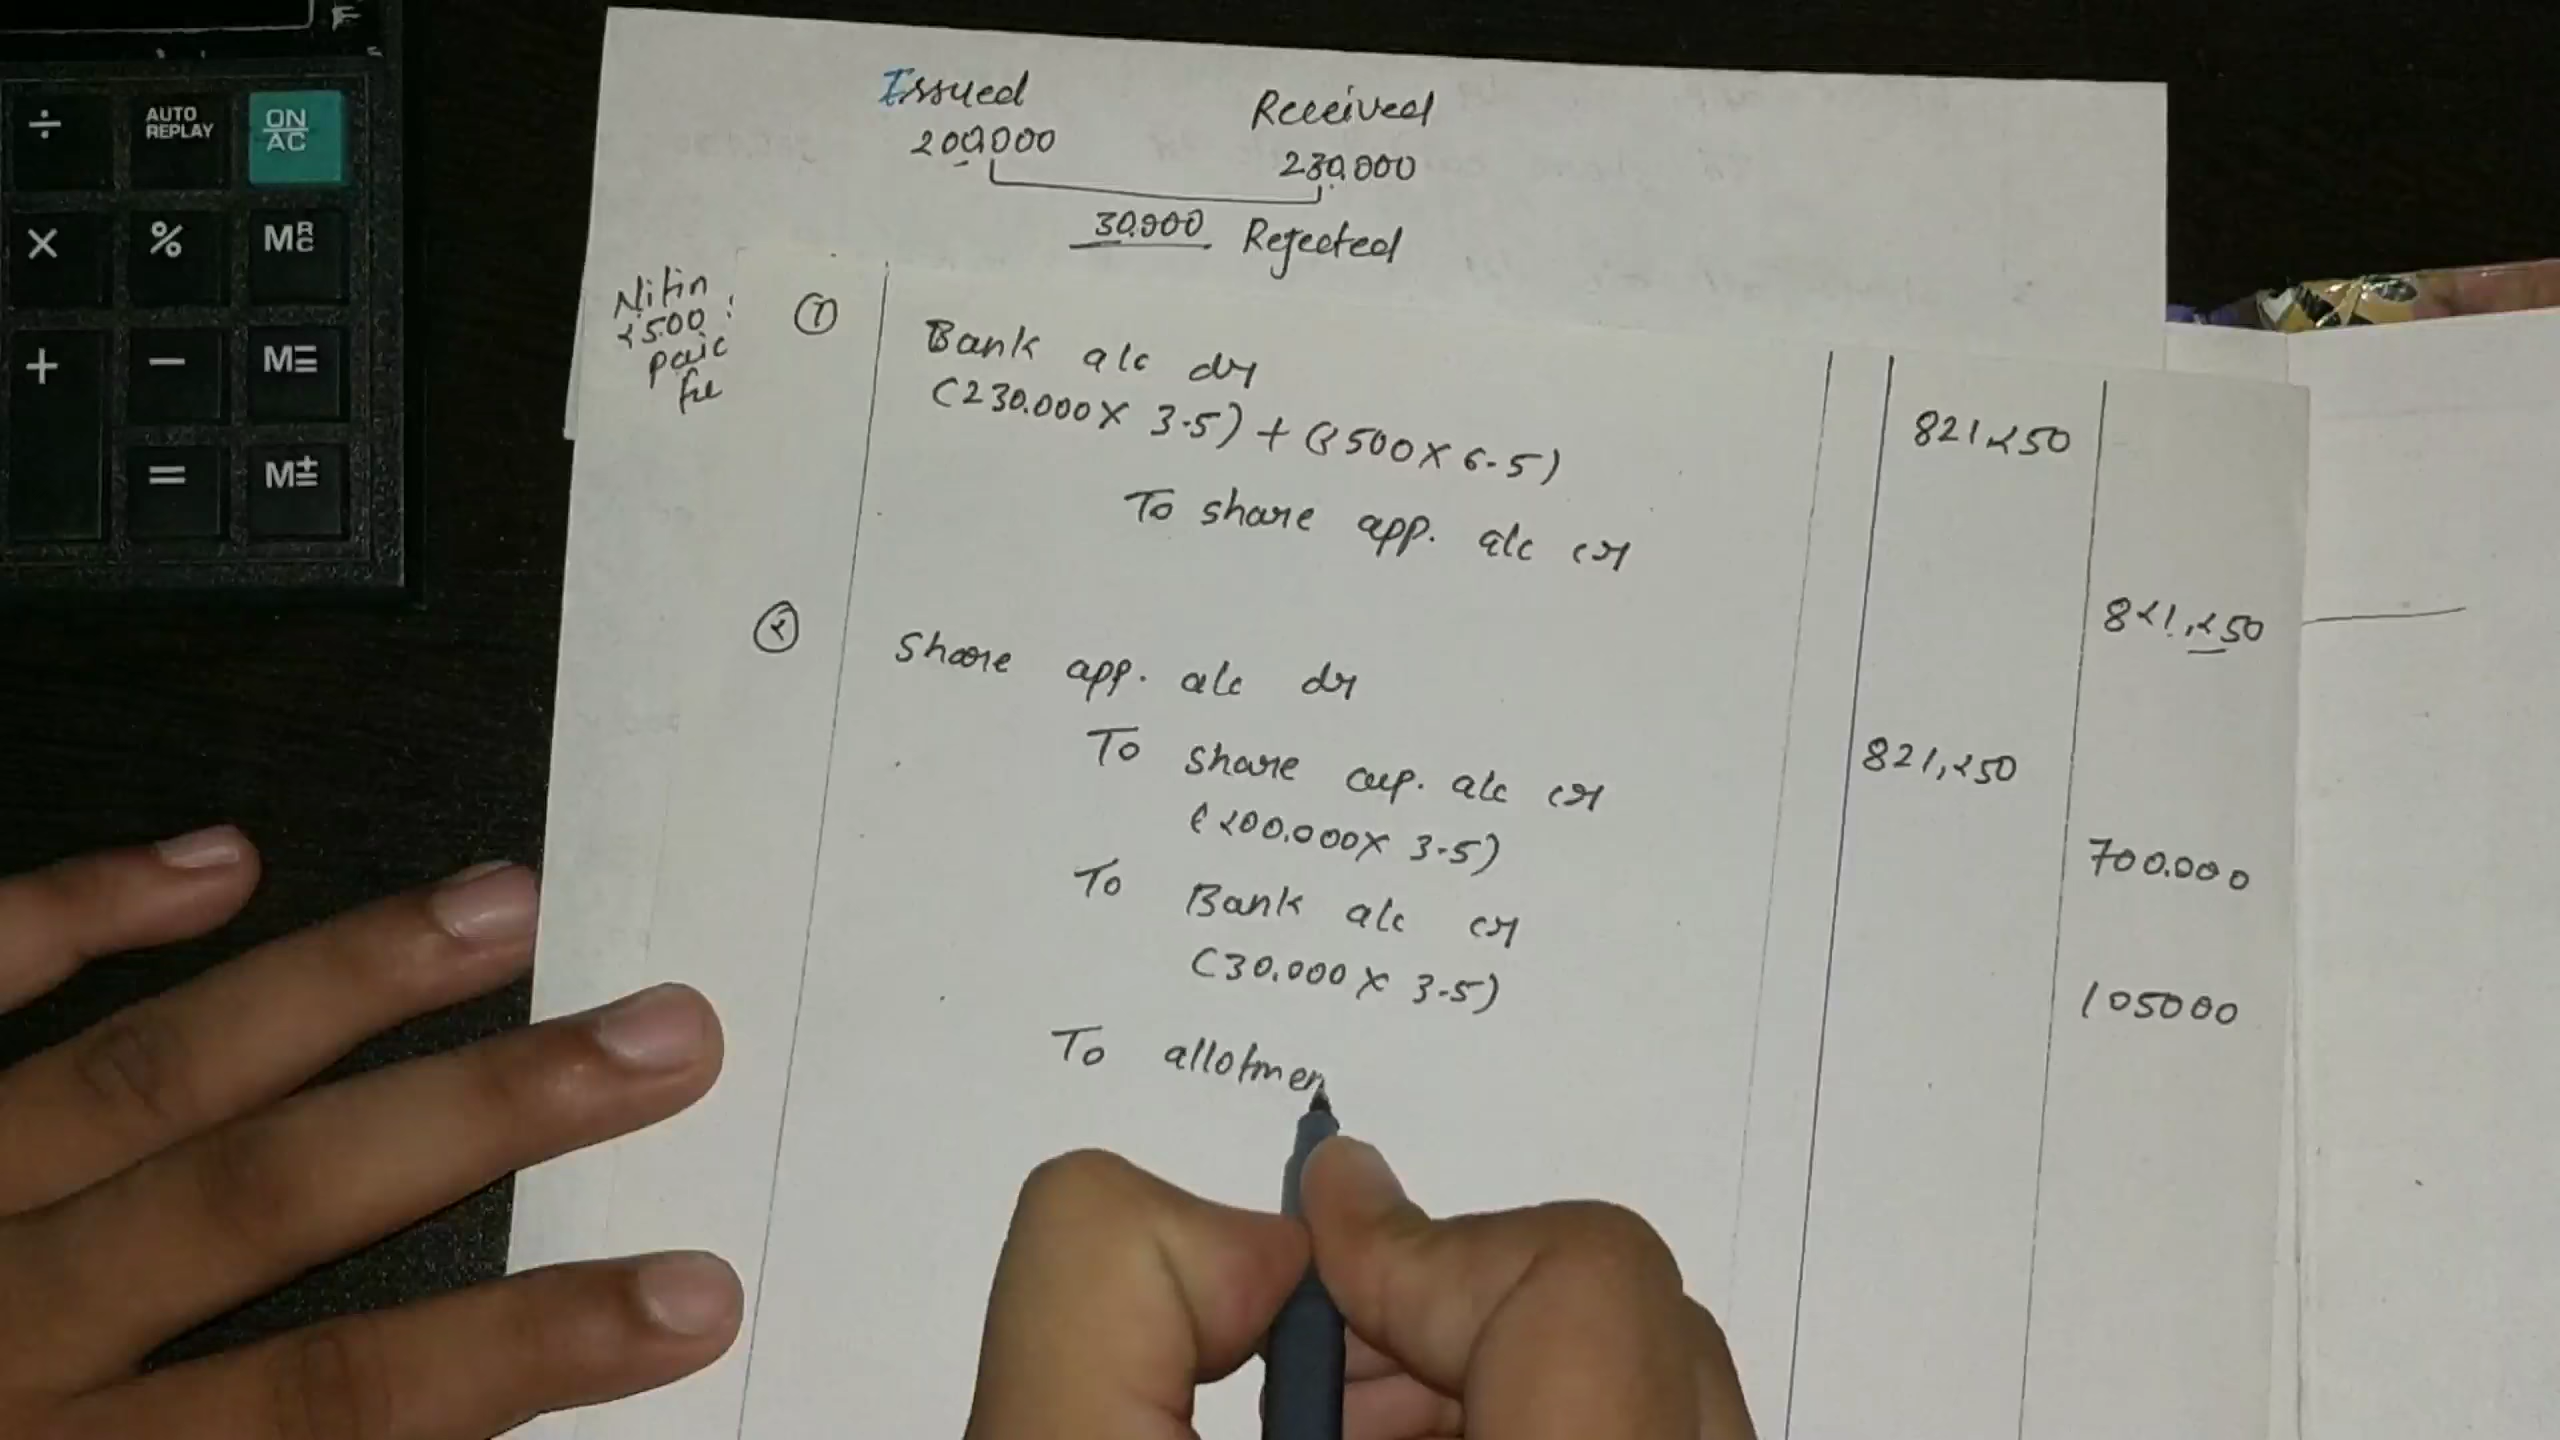 ÷ AUTO REPLAY ON AC
× % MRC
+ − M=
= M±
Issued Received
200,000 230,000
30,000 Rejected
Nitin
2500
paid
① Bank a/c dr
(230,000 X 3.5) + (2500 X 6.5) 821,250
To share app. a/c cr
821,250
② Share app. a/c dr
821,250
To share cap. a/c cr
(200,000X 3.5) 700,000
To Bank a/c cr
(30,000 X 3.5) 105000
To allotmen